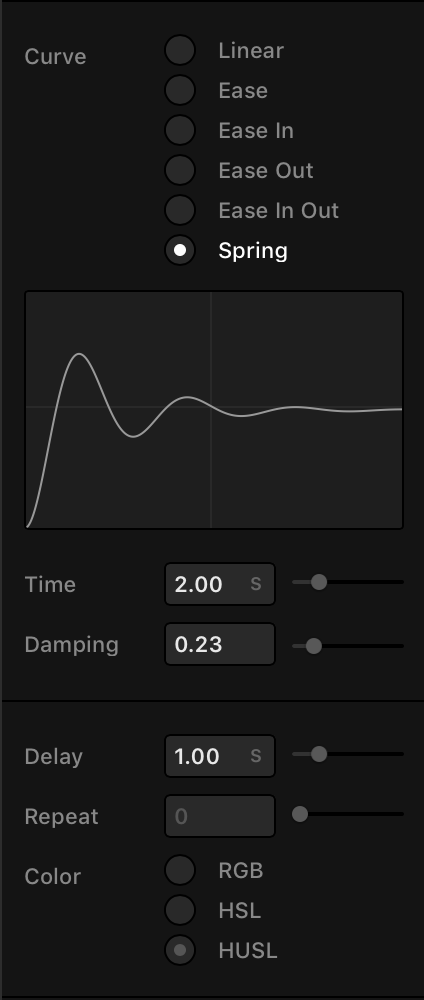 Curve
Linear
Ease
Ease In
Ease Out
Ease In Out
Spring
Time 2.00 S
Damping 0.23
Delay 1.00 S
Repeat 0
Color
RGB
HSL
HUSL